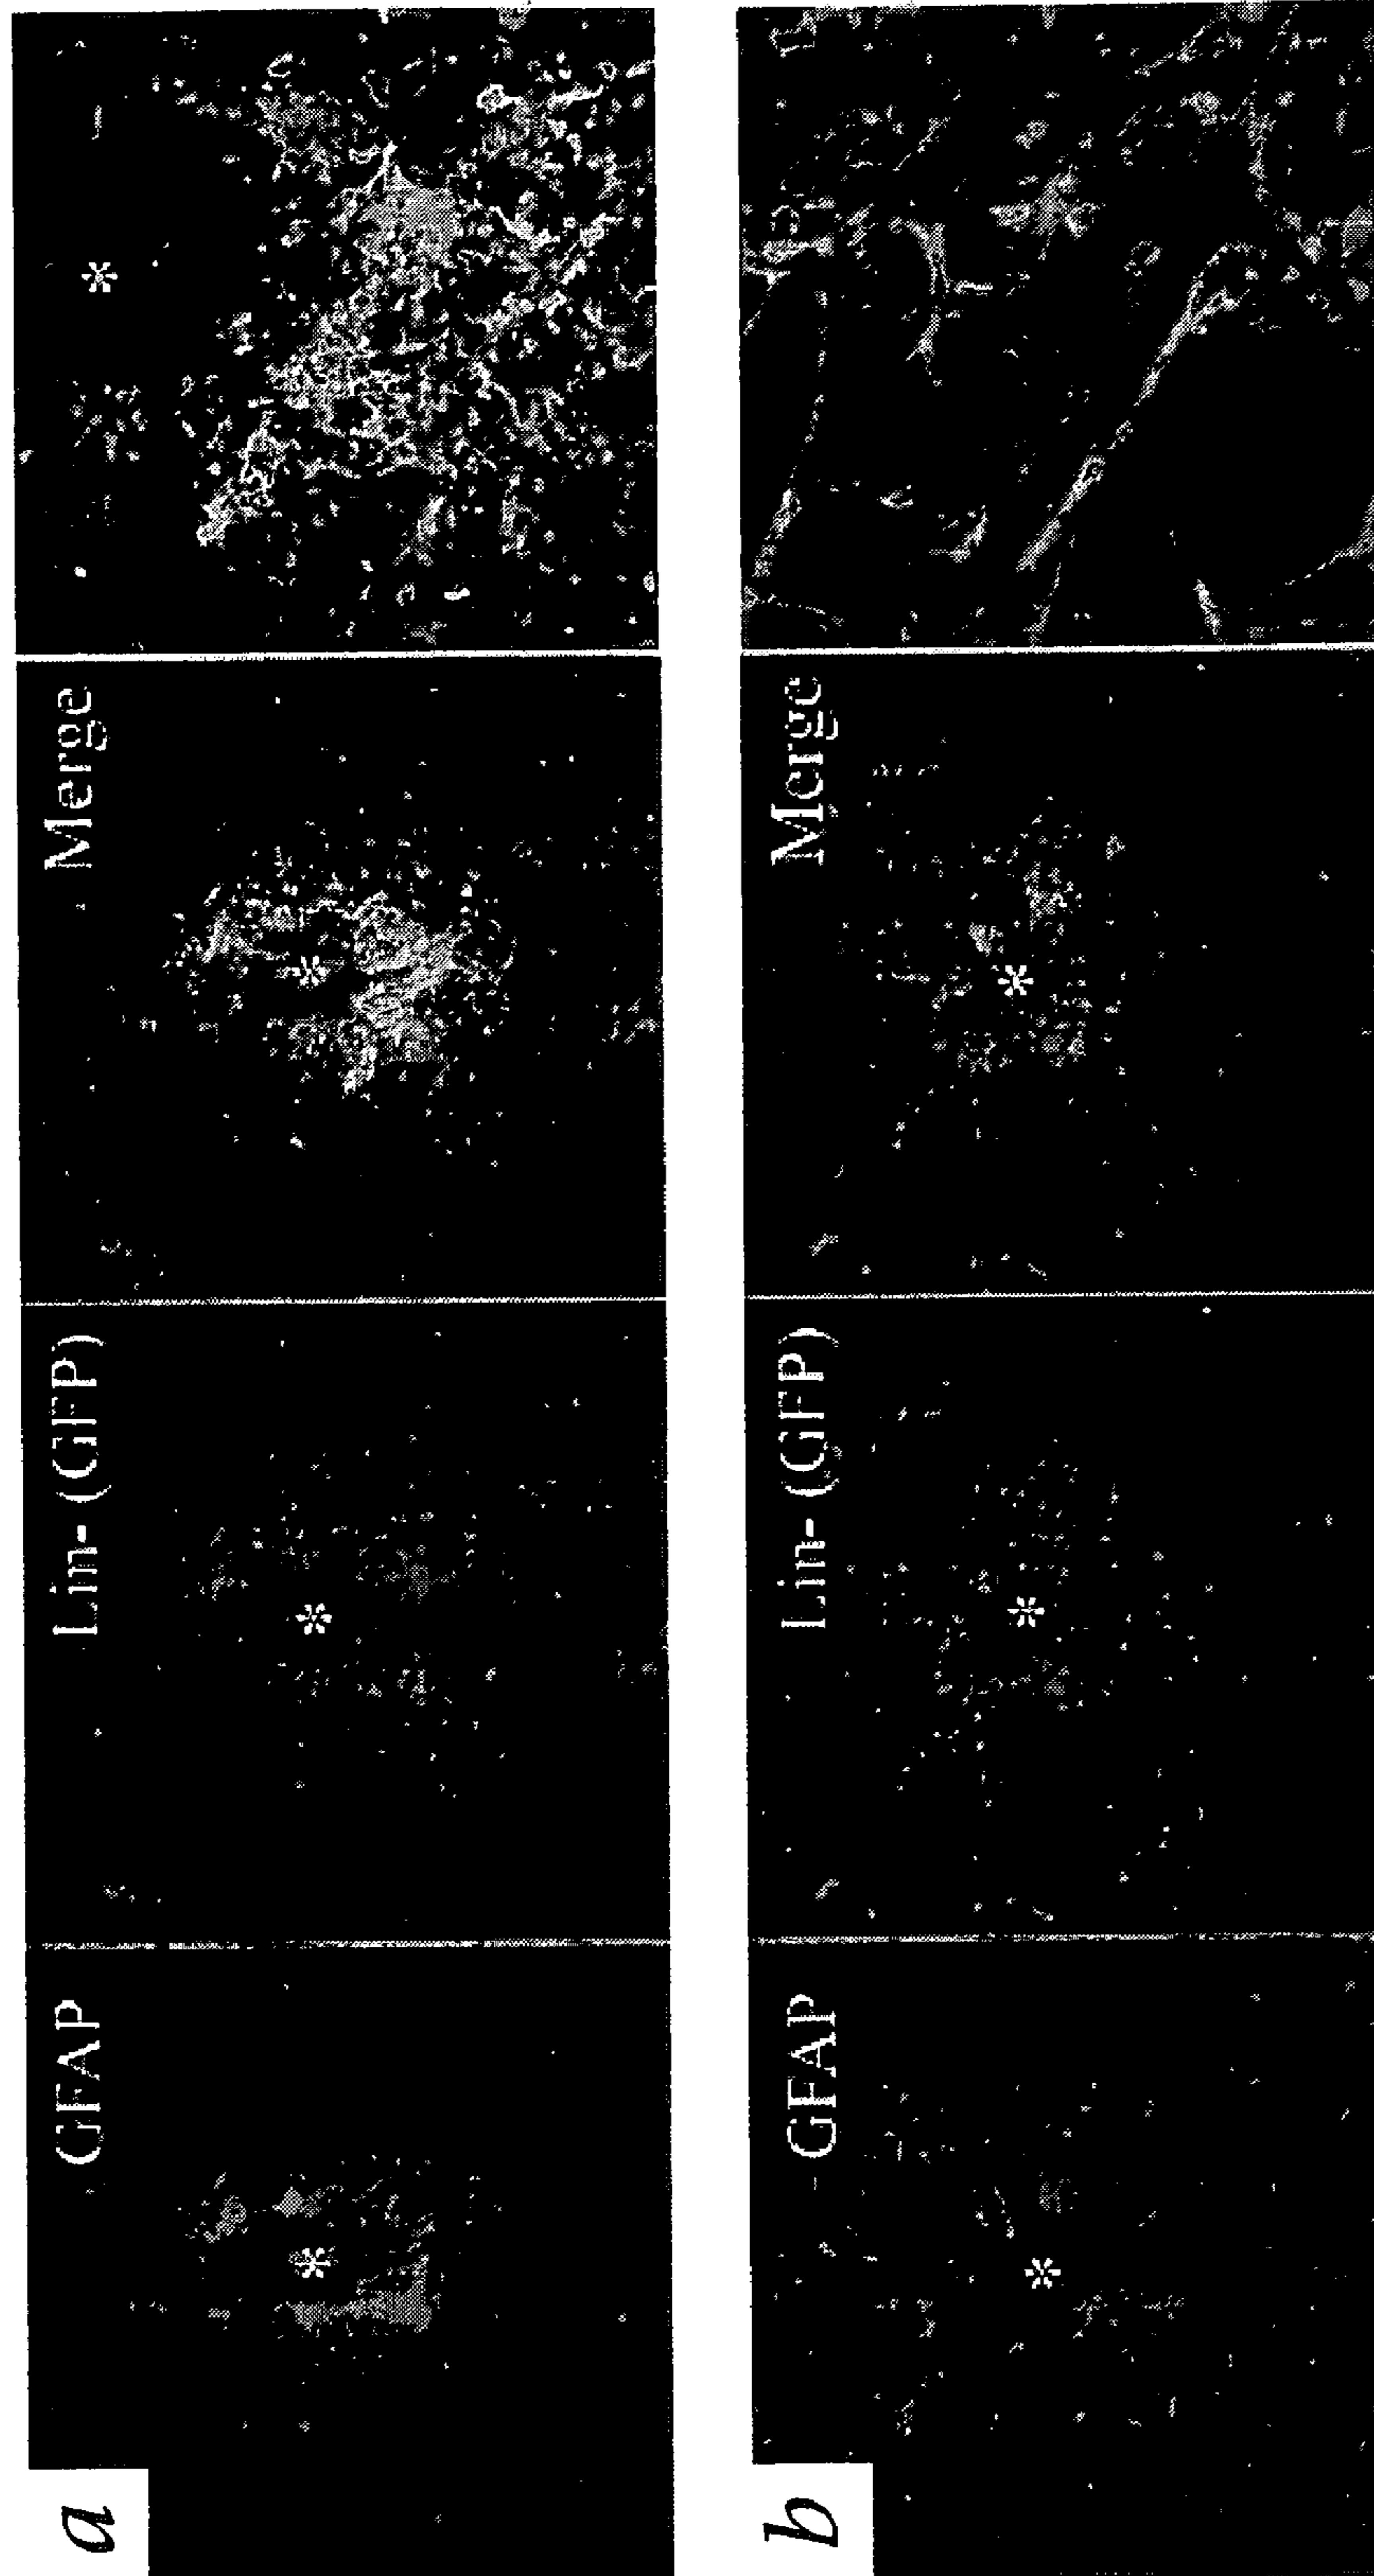 a
GFAP
Lin- (GFP)
Merge
*
*
*
*
b
GFAP
Lin- (GFP)
Merge
*
*
*